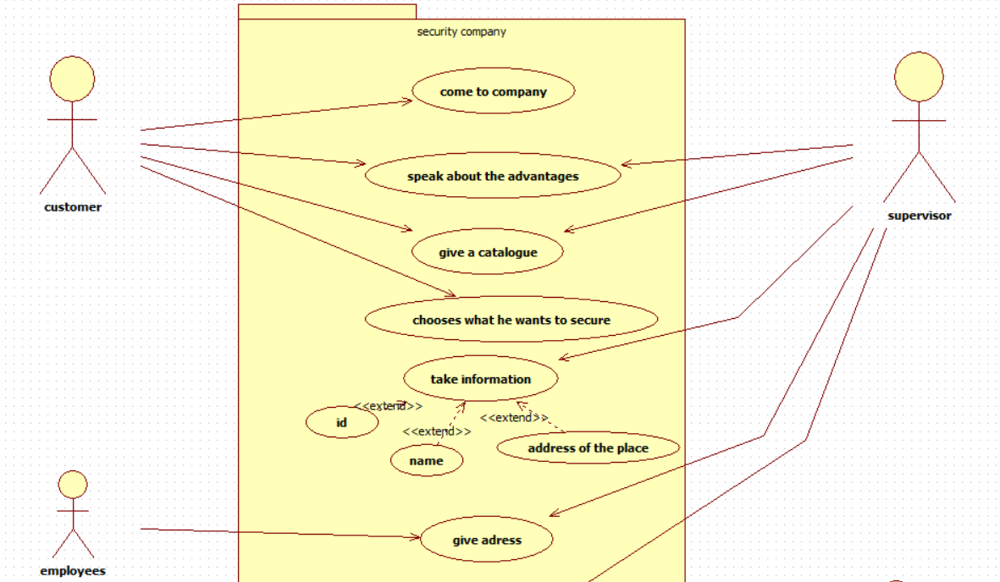 security company
come to company
speak about the advantages
customer
supervisor
give a catalogue
chooses what he wants to secure
take information
<<extend>>
id
<<extend>>
<<extend>>
address of the place
name
give adress
employees